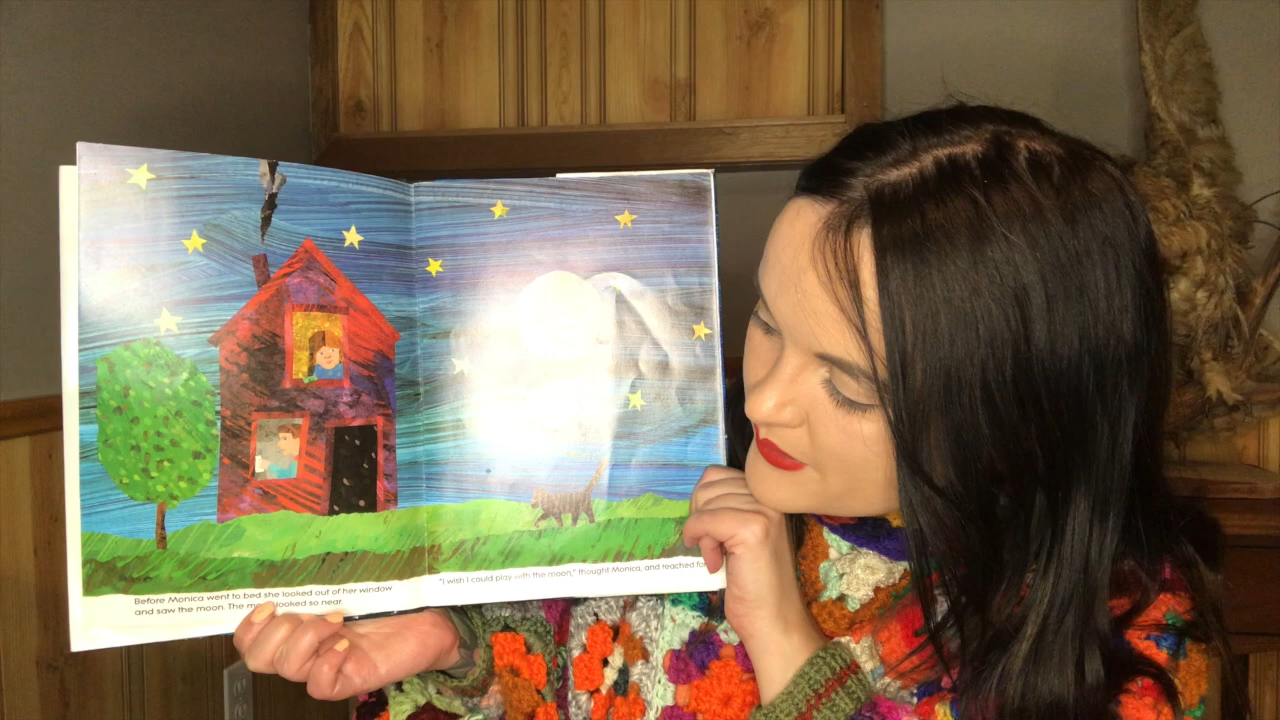 Before Monica went to bed she looked out of her window
and saw the moon. The looked so near.
"I wish I could play with the moon," thought Monica, and reached